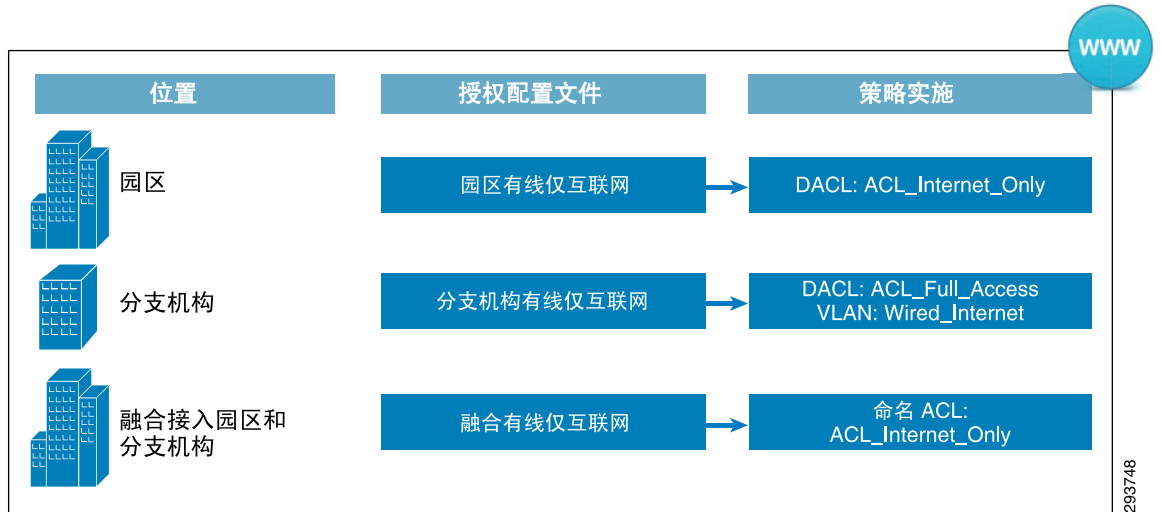 www
位置
授权配置文件
策略实施
园区
园区有线仅互联网
DACL: ACL_Internet_Only
分支机构
分支机构有线仅互联网
DACL: ACL_Full_Access
VLAN: Wired_Internet
融合接入园区和
分支机构
融合有线仅互联网
命名 ACL:
ACL_Internet_Only
293748